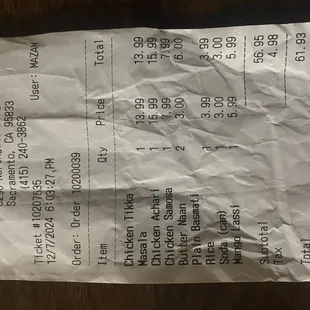 Sacramento, CA 95833
(415) 240-3862
Ticket #10207535
12/7/2024 6:03:27 PM
User: MAZAM
Order: Order 10200039
Item Qty Price Total
Chicken Tikka 1 13.99 13.99
Masala
Chicken Achari 1 15.99 15.99
Chicken Samosa 1 7.99 7.99
Butter Naan 2 3.00 6.00
Plain Basmati 1 3.99 3.99
Rice
Soda (can) 1 3.00 3.00
Mango Lassi 1 5.99 5.99
Subtotal 56.95
Tax 4.98
Total 61.93